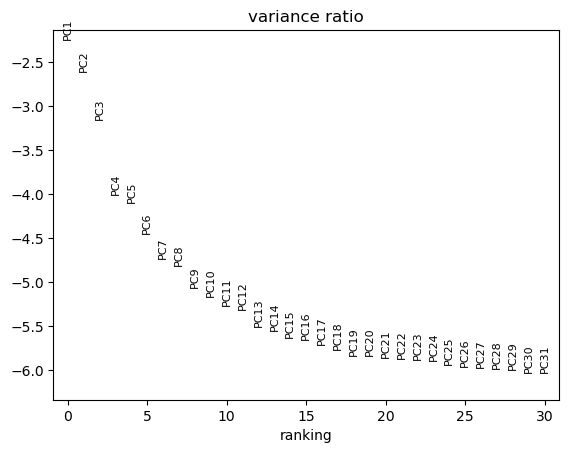 variance ratio
PC1
PC2
PC3
PC4
PC5
PC6
PC7
PC8
PC9
PC10
PC11
PC12
PC13
PC14
PC15
PC16
PC17
PC18
PC19
PC20
PC21
PC22
PC23
PC24
PC25
PC26
PC27
PC28
PC29
PC30
PC31
−2.5
−3.0
−3.5
−4.0
−4.5
−5.0
−5.5
−6.0
0 5 10 15 20 25 30
ranking